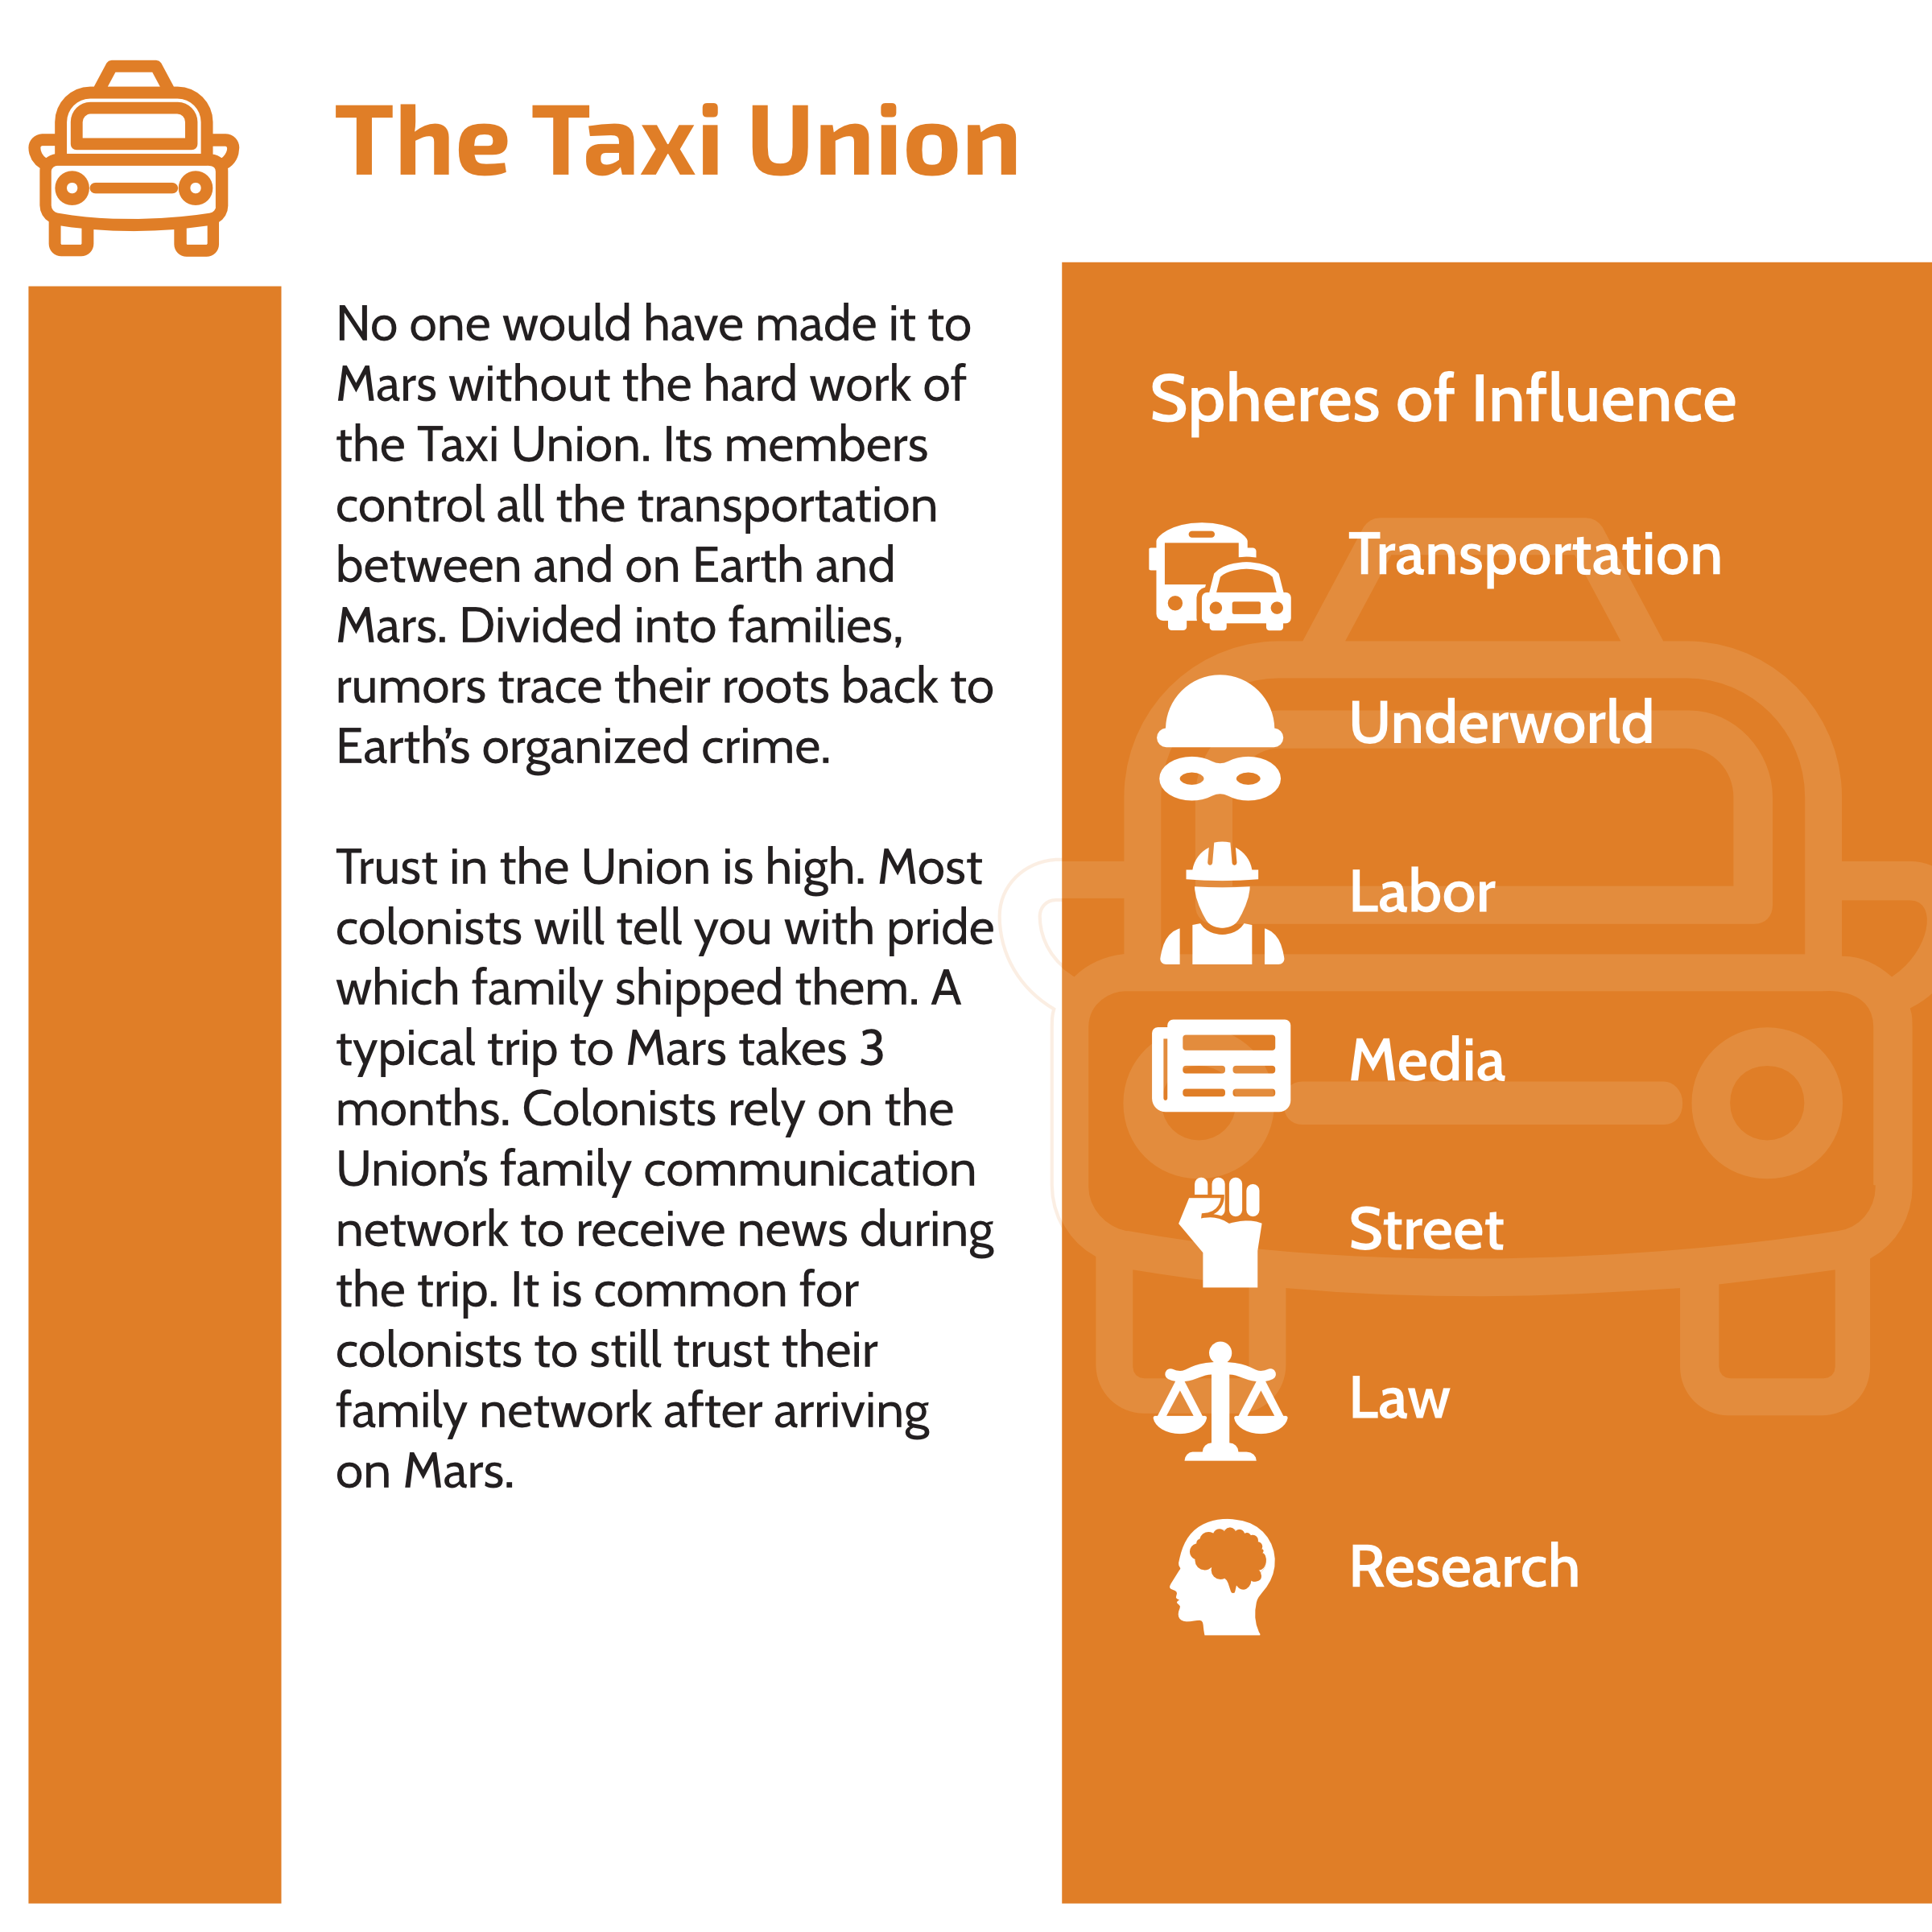 The Taxi Union
No one would have made it to
Mars without the hard work of
the Taxi Union. Its members
control all the transportation
between and on Earth and
Mars. Divided into families,
rumors trace their roots back to
Earth’s organized crime.
Trust in the Union is high. Most
colonists will tell you with pride
which family shipped them. A
typical trip to Mars takes 3
months. Colonists rely on the
Union’s family communication
network to receive news during
the trip. It is common for
colonists to still trust their
family network after arriving
on Mars.
Spheres of Influence
Transportation
Underworld
Labor
Media
Street
Law
Research